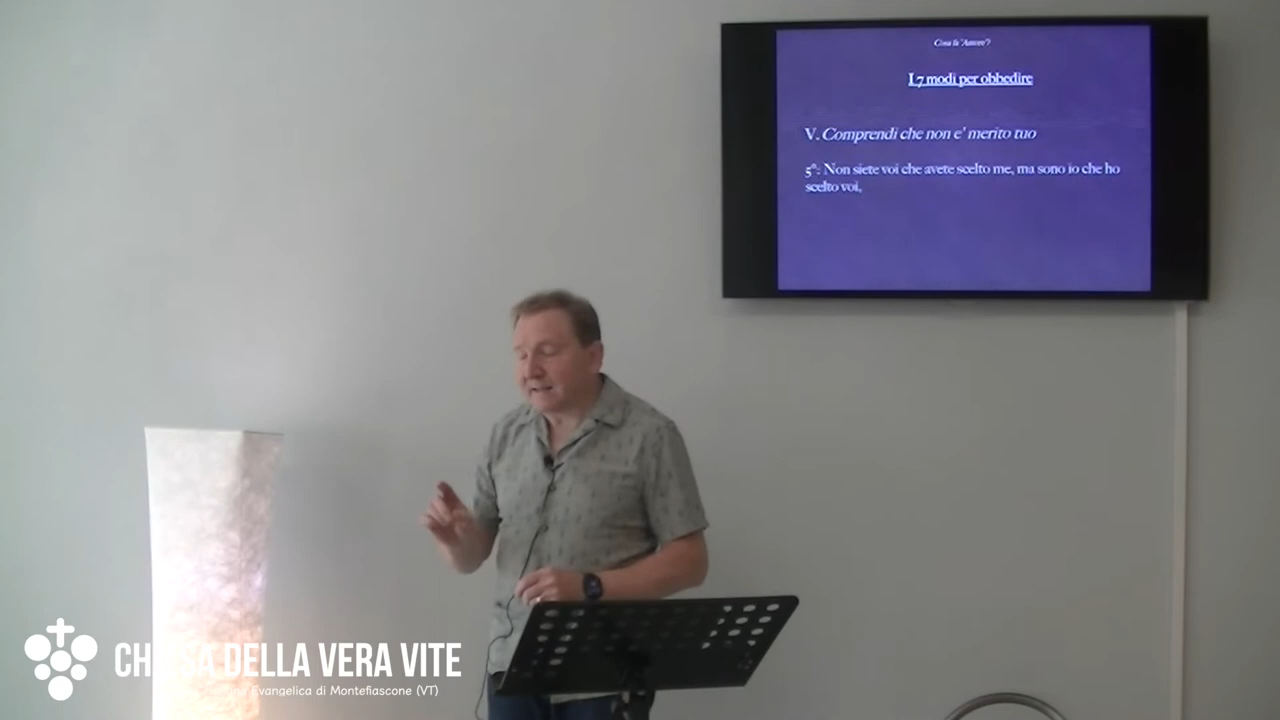 Cosa fa "Amore"?
I 7 modi per obbedire
V. Comprendi che non e' merito tuo
5°: Non siete voi che avete scelto me, ma sono io che ho
scelto voi,
CHIESA DELLA VERA VITE
Evangelica di Montefiascone (VT)